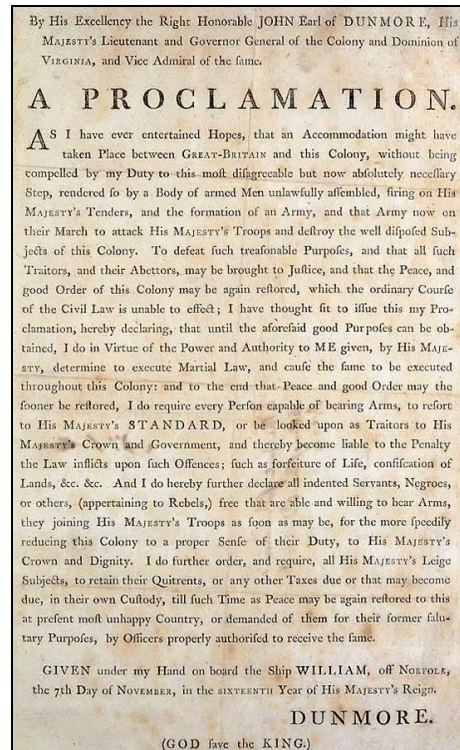 By His Excellency the Right Honorable JOHN Earl of DUNMORE, His
MAJESTY'S Lieutenant and Governor General of the Colony and Dominion of
VIRGINIA, and Vice Admiral of the ſame.
A PROCLAMATION.
AS I have ever entertained Hopes, that an Accommodation might have
taken Place between GREAT-BRITAIN and this Colony, without being
compelled by my Duty to this moſt diſagreeable but now abſolutely neceſſary
Step, rendered ſo by a Body of armed Men unlawfully aſſembled, firing on His
MAJESTY'S Tenders, and the formation of an Army, and that Army now on
their March to attack His MAJESTY'S Troops and deſtroy the well diſpoſed Sub-
jects of this Colony. To defeat ſuch treaſonable Purpoſes, and that all ſuch
Traitors, and their Abettors, may be brought to Juſtice, and that the Peace, and
good Order of this Colony may be again reſtored, which the ordinary Courſe
of the Civil Law is unable to effect; I have thought fit to iſſue this my Pro-
clamation, hereby declaring, that until the aforeſaid good Purpoſes can be ob-
tained, I do in Virtue of the Power and Authority to ME given, by His MAJE-
STY, determine to execute Martial Law, and cauſe the ſame to be executed
throughout this Colony: and to the end that Peace and good Order may the
ſooner be reſtored, I do require every Perſon capable of bearing Arms, to reſort
to His MAJESTY'S STANDARD, or be looked upon as Traitors to His
MAJESTY'S Crown and Government, and thereby become liable to the Penalty
the Law inflicts upon ſuch Offences; ſuch as forfeiture of Life, confiſcation of
Lands, &c. &c. And I do hereby further declare all indented Servants, Negroes,
or others, (appertaining to Rebels,) free that are able and willing to bear Arms,
they joining His MAJESTY'S Troops as ſoon as may be, for the more ſpeedily
reducing this Colony to a proper Senſe of their Duty, to His MAJESTY'S
Crown and Dignity. I do further order, and require, all His MAJESTY'S Leige
Subjects, to retain their Quitrents, or any other Taxes due or that may become
due, in their own Cuſtody, till ſuch Time as Peace may be again reſtored to this
at preſent moſt unhappy Country, or demanded of them for their former ſalu-
tary Purpoſes, by Officers properly authoriſed to receive the ſame.
GIVEN under my Hand on board the Ship WILLIAM, off NORFOLK,
the 7th Day of NOVEMBER, in the SIXTEENTH Year of His MAJESTY'S Reign.
DUNMORE.
(GOD ſave the KING.)